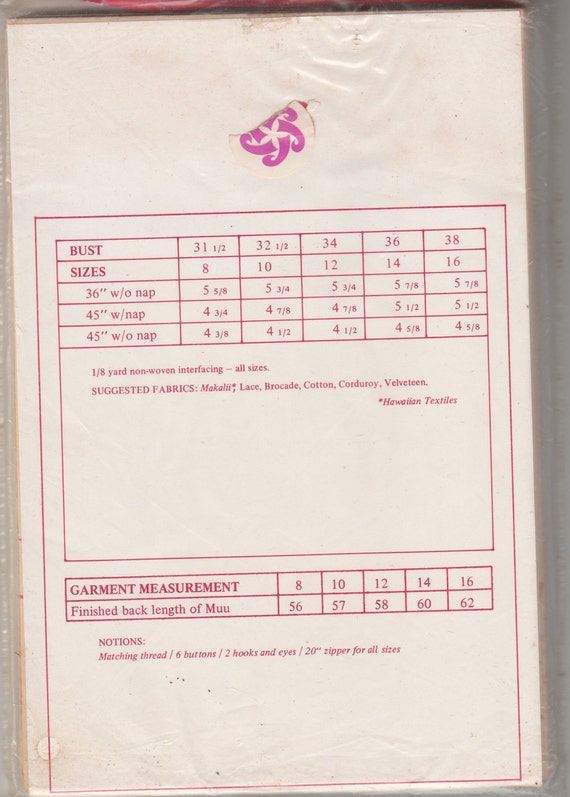 BUST 31 1/2 32 1/2 34 36 38
SIZES 8 10 12 14 16
36" w/o nap 5 5/8 5 3/4 5 3/4 5 7/8 5 7/8
45" w/nap 4 3/4 4 7/8 4 7/8 5 1/2 5 1/2
45" w/o nap 4 3/8 4 1/2 4 1/2 4 5/8 4 5/8
1/8 yard non-woven interfacing – all sizes.
SUGGESTED FABRICS: Makalii*, Lace, Brocade, Cotton, Corduroy, Velveteen.
*Hawaiian Textiles
GARMENT MEASUREMENT 8 10 12 14 16
Finished back length of Muu 56 57 58 60 62
NOTIONS:
Matching thread / 6 buttons / 2 hooks and eyes / 20" zipper for all sizes